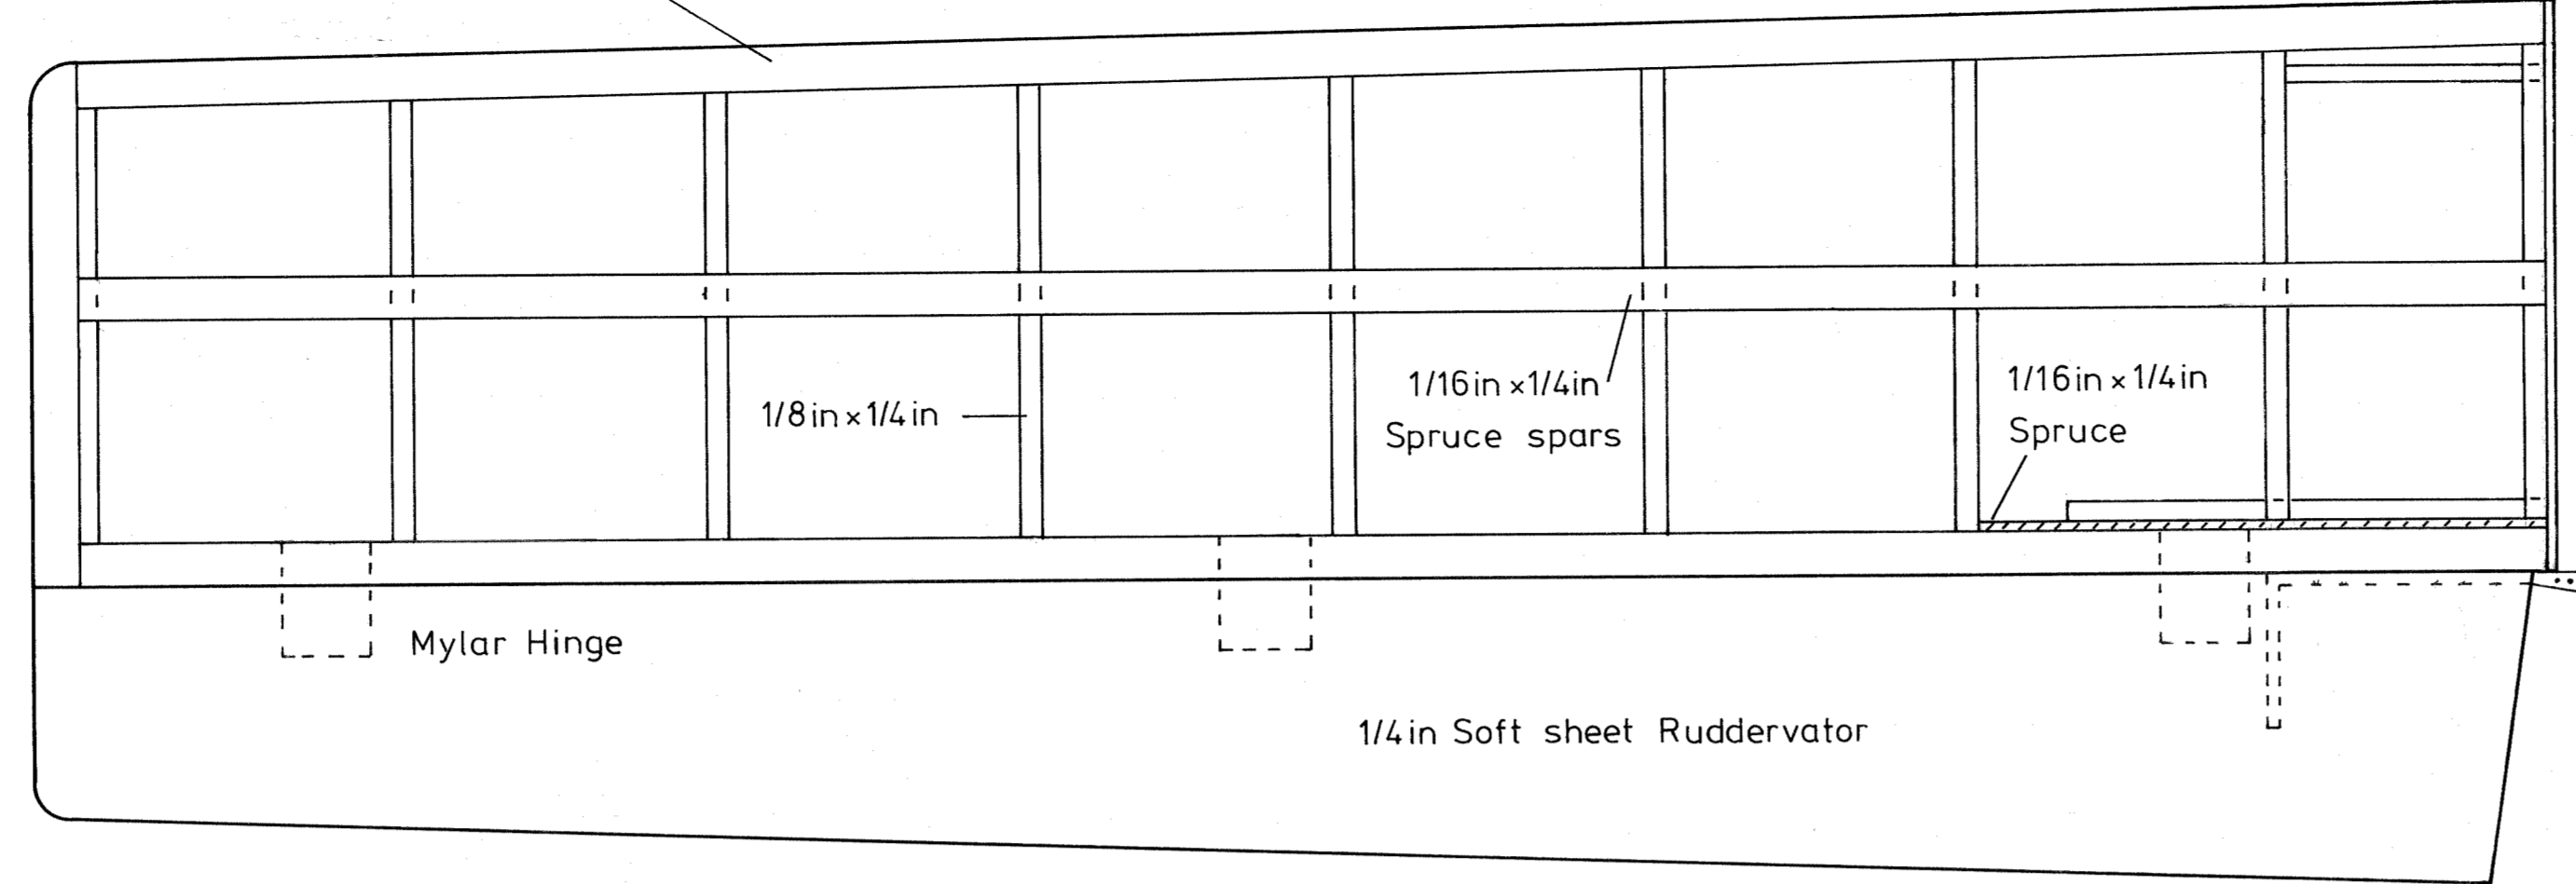 1/8in×1/4in
1/16in×1/4in
Spruce spars
1/16in×1/4in
Spruce
Mylar Hinge
1/4in Soft sheet Ruddervator